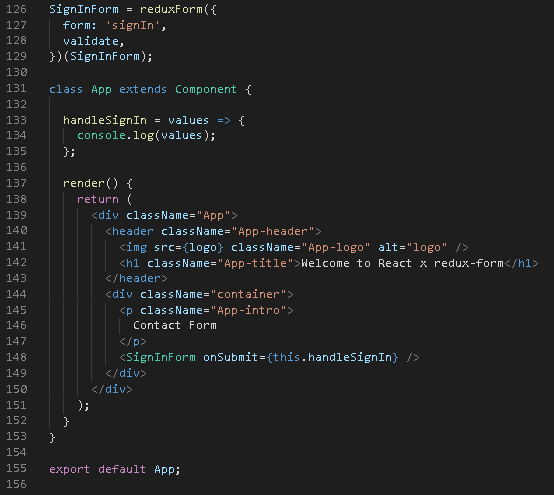 126 SignInForm = reduxForm({
127   form: 'signIn',
128   validate,
129 })(SignInForm);
130
131 class App extends Component {
132
133   handleSignIn = values => {
134     console.log(values);
135   };
136
137   render() {
138     return (
139       <div className="App">
140         <header className="App-header">
141           <img src={logo} className="App-logo" alt="logo" />
142           <h1 className="App-title">Welcome to React x redux-form</h1>
143         </header>
144         <div className="container">
145           <p className="App-intro">
146             Contact Form
147           </p>
148           <SignInForm onSubmit={this.handleSignIn} />
149         </div>
150       </div>
151     );
152   }
153 }
154
155 export default App;
156